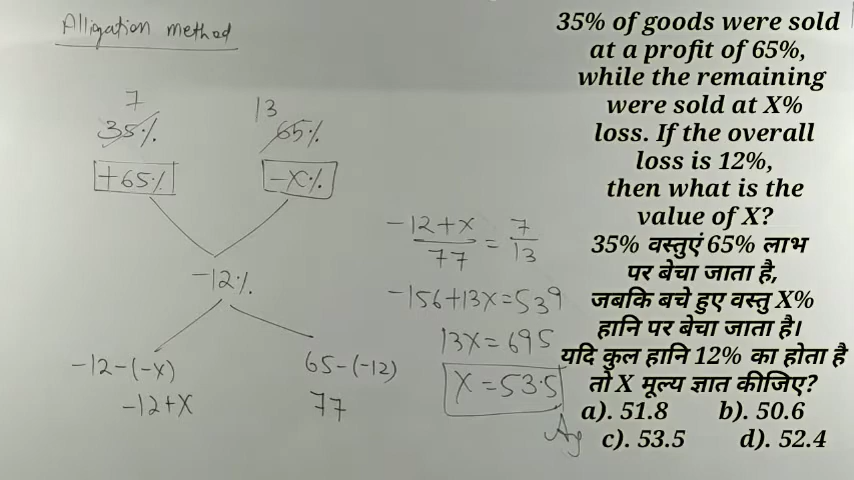 Alligation method
7
13
35%
65%
+65%
-X%
-12%
-12-(-x)
65-(-12)
-12+x
77
-12+x/77 = 7/13
-156+13x=539
13x=695
x=53.5
35% of goods were sold
at a profit of 65%,
while the remaining
were sold at X%
loss. If the overall
loss is 12%,
then what is the
value of X?
35% वस्तुएं 65% लाभ
पर बेचा जाता है,
जबकि बचे हुए वस्तु X%
हानि पर बेचा जाता है।
यदि कुल हानि 12% का होता है
तो X मूल्य ज्ञात कीजिए?
a). 51.8 b). 50.6
c). 53.5 d). 52.4